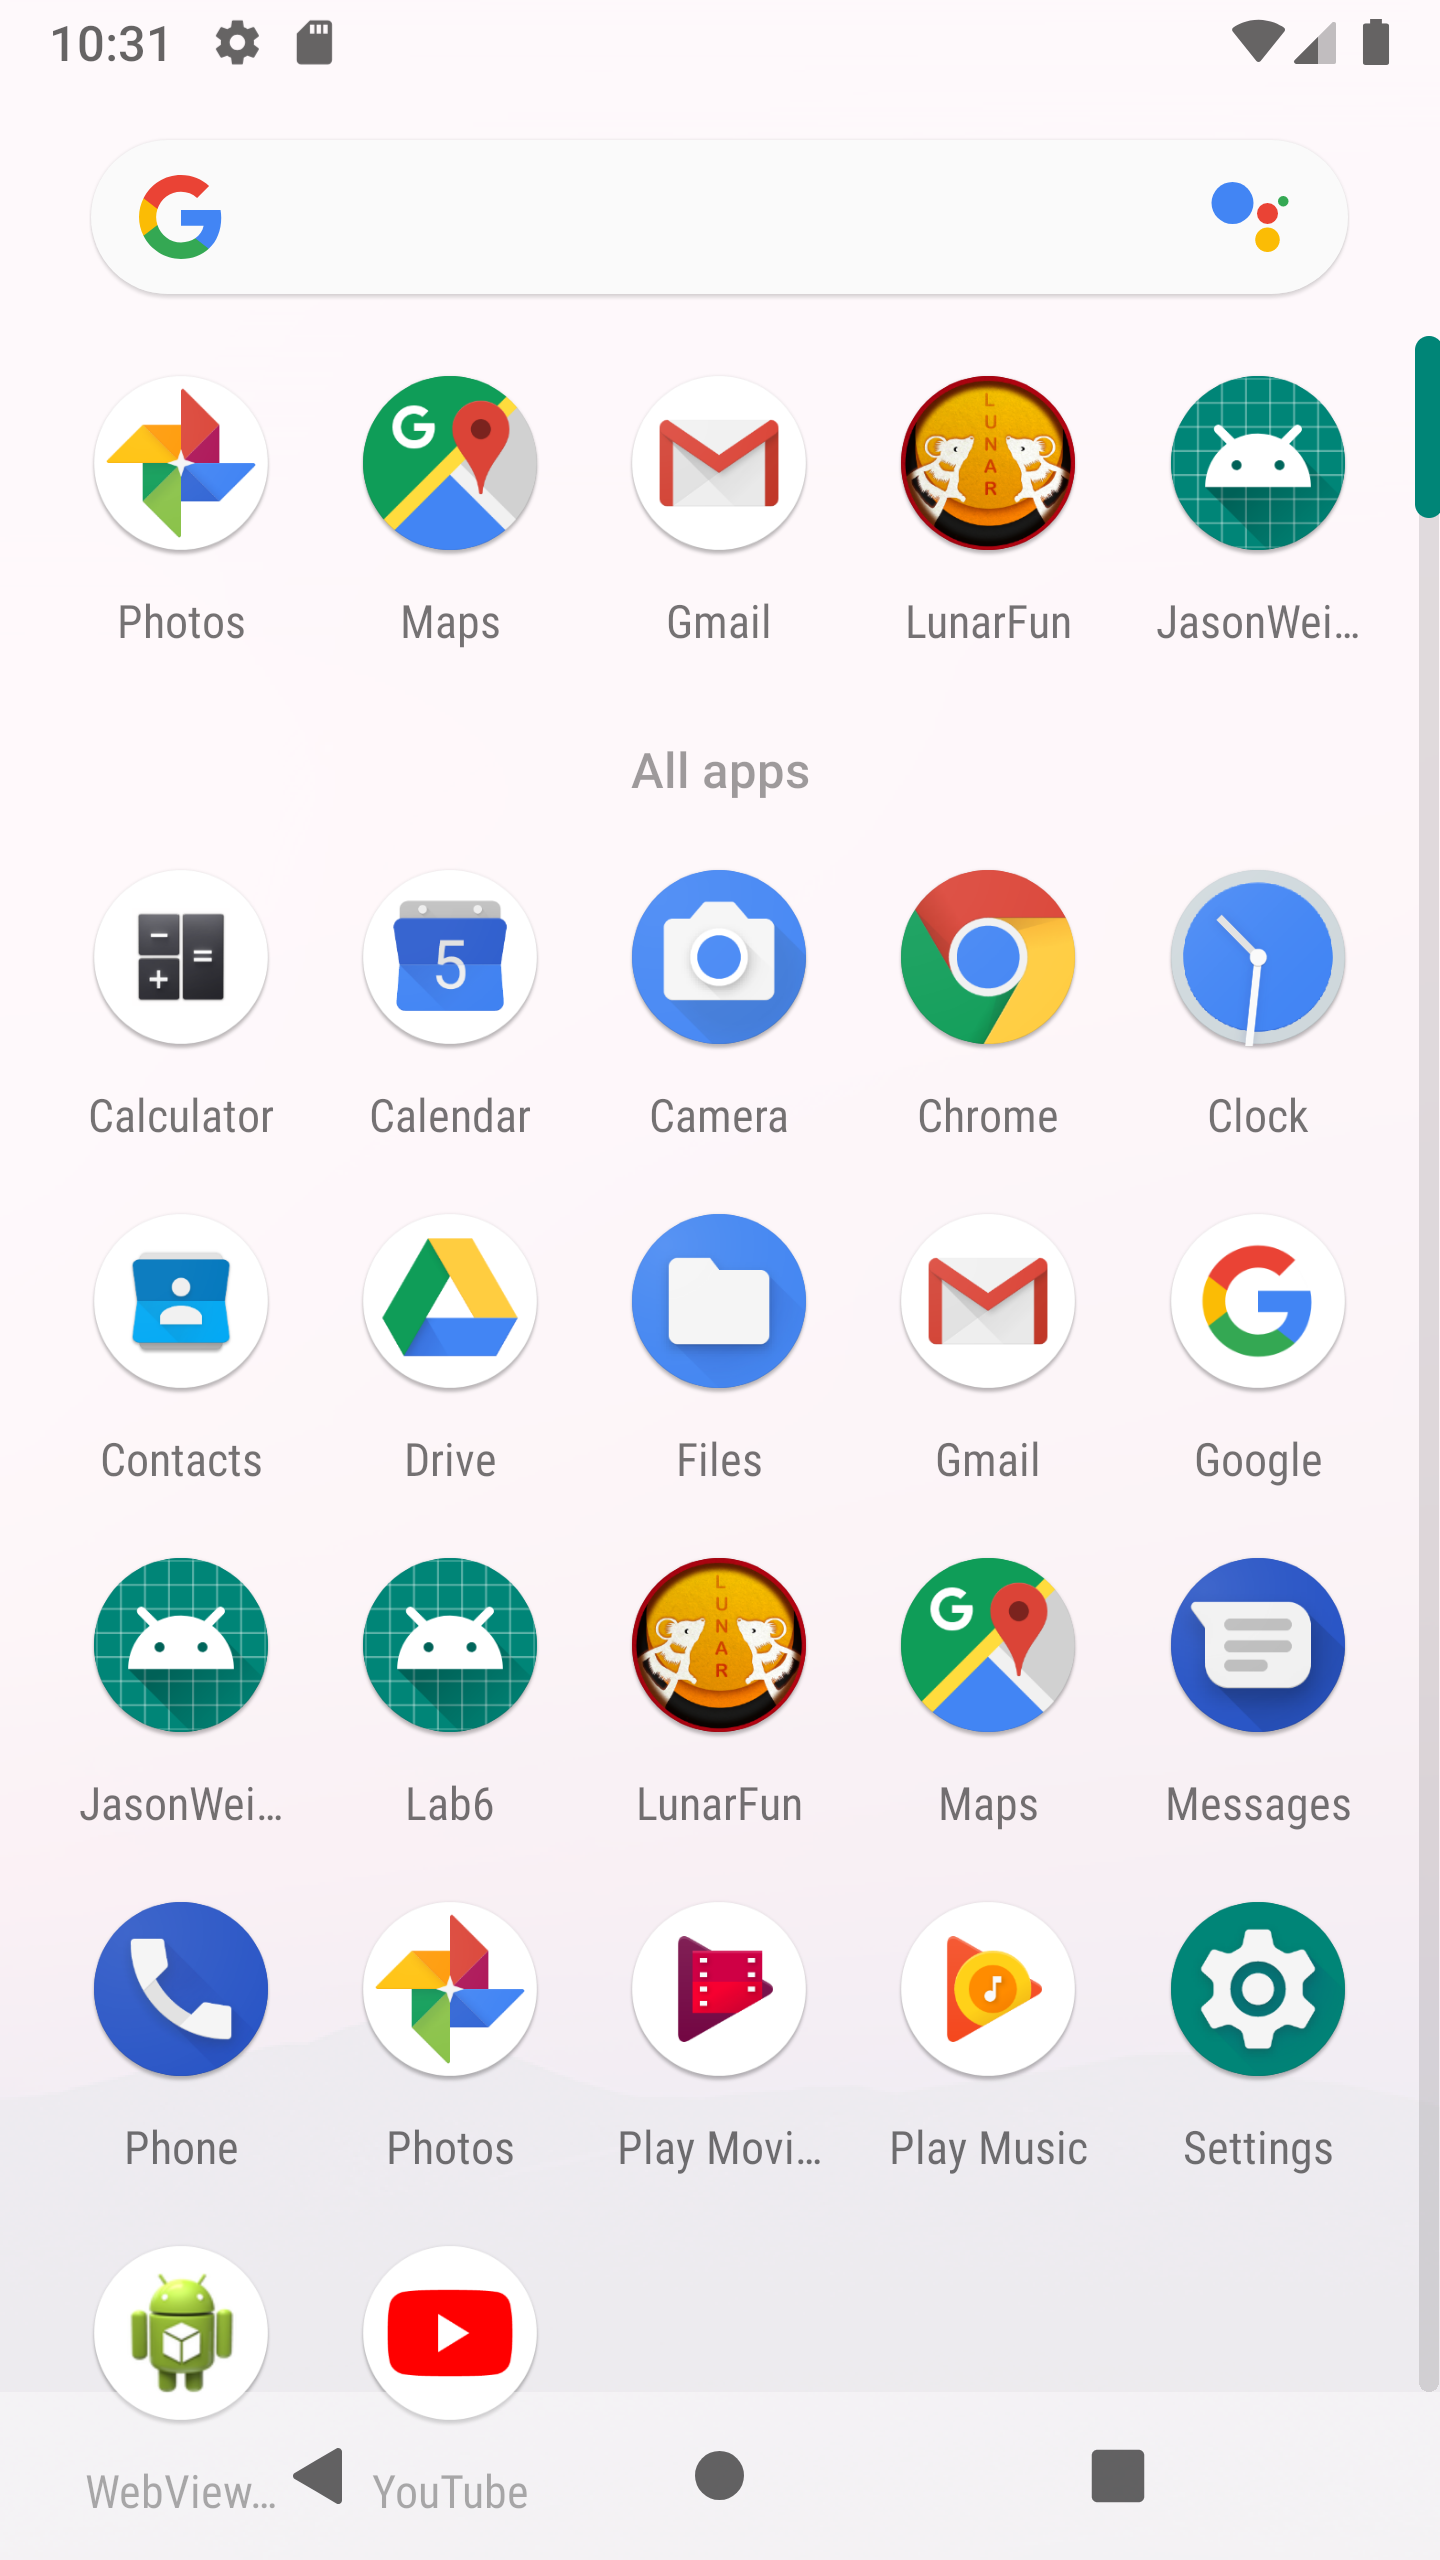 10:31
Photos Maps Gmail LunarFun JasonWei...
All apps
5
Calculator Calendar Camera Chrome Clock
Contacts Drive Files Gmail Google
LUNAR
JasonWei... Lab6 LunarFun Maps Messages
Phone Photos Play Movi... Play Music Settings
WebView... YouTube